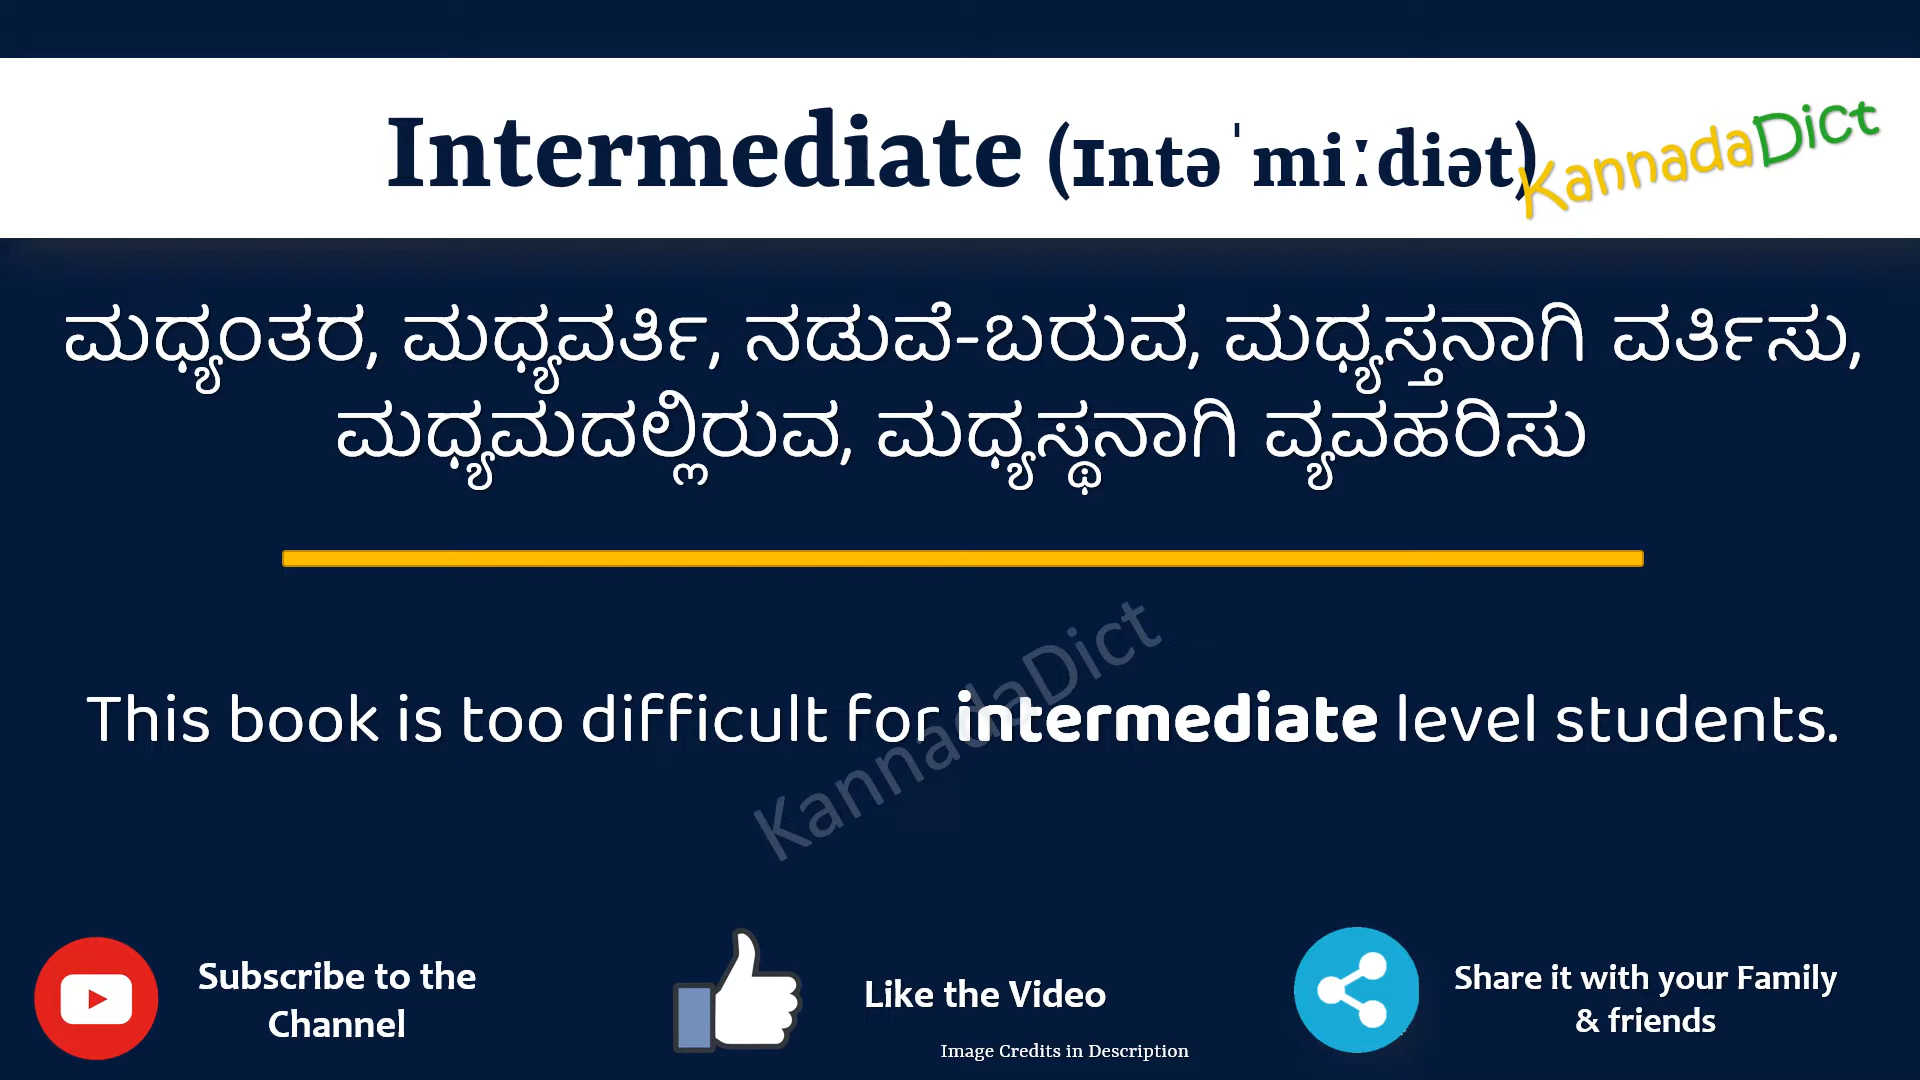 Intermediate (ɪntəˈmiːdiət)
KannadaDict
ಮಧ್ಯಂತರ, ಮಧ್ಯವರ್ತಿ, ನಡುವೆ-ಬರುವ, ಮಧ್ಯಸ್ತನಾಗಿ ವರ್ತಿಸು,
ಮಧ್ಯಮದಲ್ಲಿರುವ, ಮಧ್ಯಸ್ಥನಾಗಿ ವ್ಯವಹರಿಸು
KannadaDict
This book is too difficult for intermediate level students.
Subscribe to the
Channel
Like the Video
Share it with your Family
& friends
Image Credits in Description